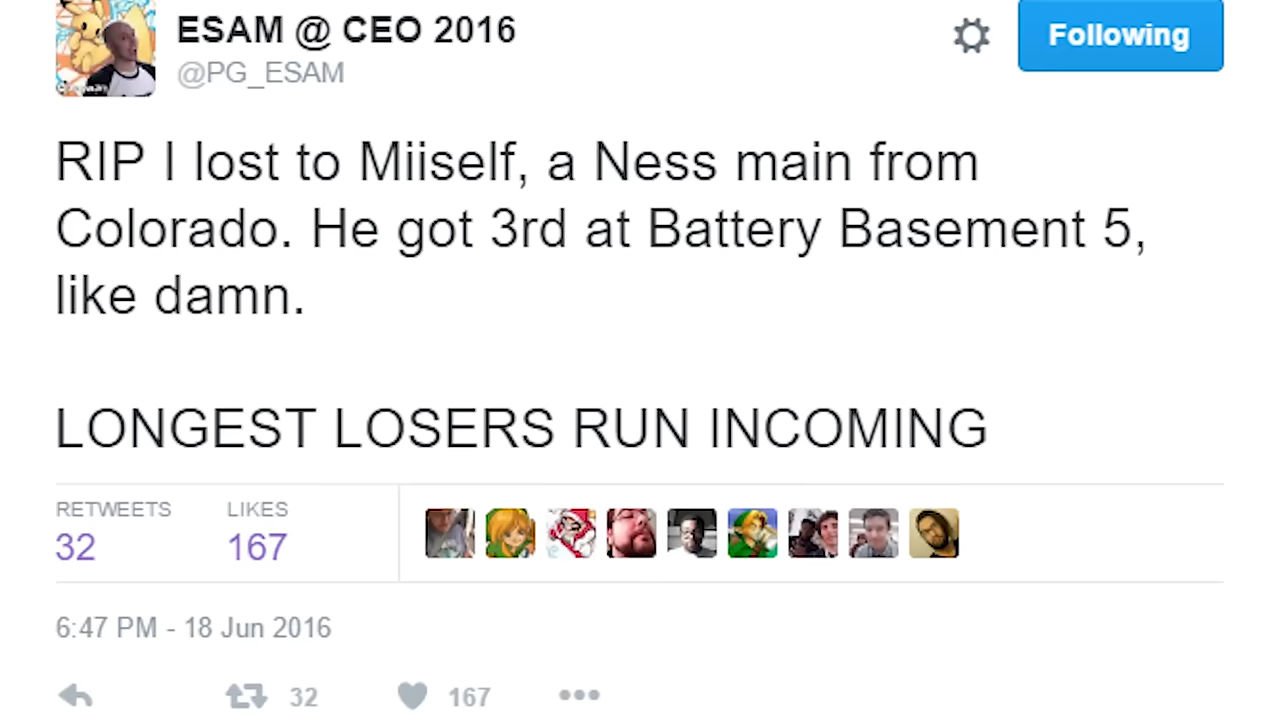 ESAM @ CEO 2016
@PG_ESAM
Following
RIP I lost to Miiself, a Ness main from
Colorado. He got 3rd at Battery Basement 5,
like damn.
LONGEST LOSERS RUN INCOMING
RETWEETS
32
LIKES
167
6:47 PM - 18 Jun 2016
32
167